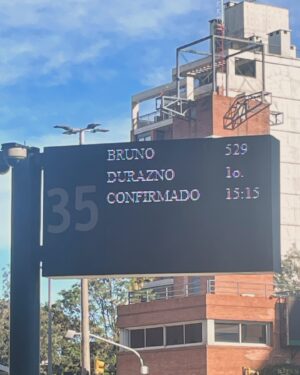 35
BRUNO 529
DURAZNO 1o.
CONFIRMADO 15:15